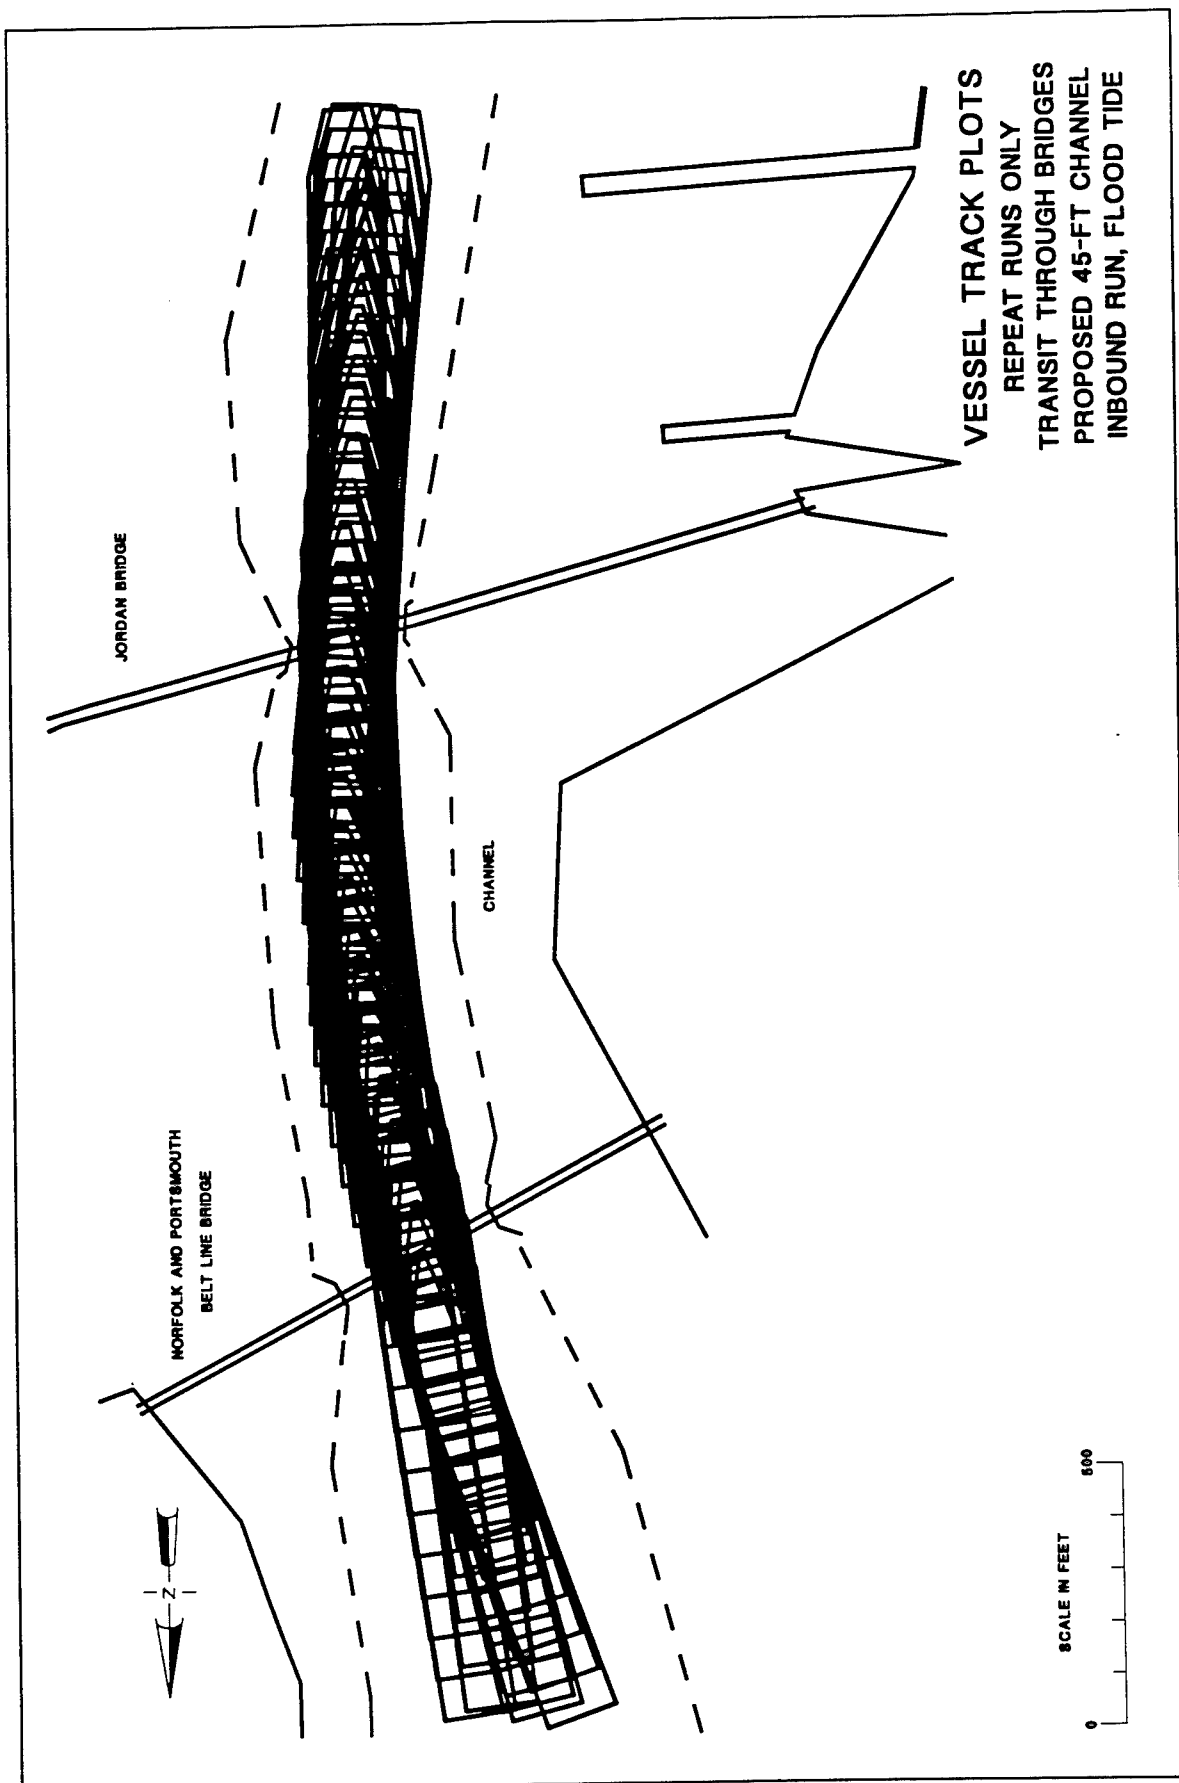 JORDAN BRIDGE
CHANNEL
NORFOLK AND PORTSMOUTH
BELT LINE BRIDGE
N
SCALE IN FEET
0
500
VESSEL TRACK PLOTS
REPEAT RUNS ONLY
TRANSIT THROUGH BRIDGES
PROPOSED 45-FT CHANNEL
INBOUND RUN, FLOOD TIDE